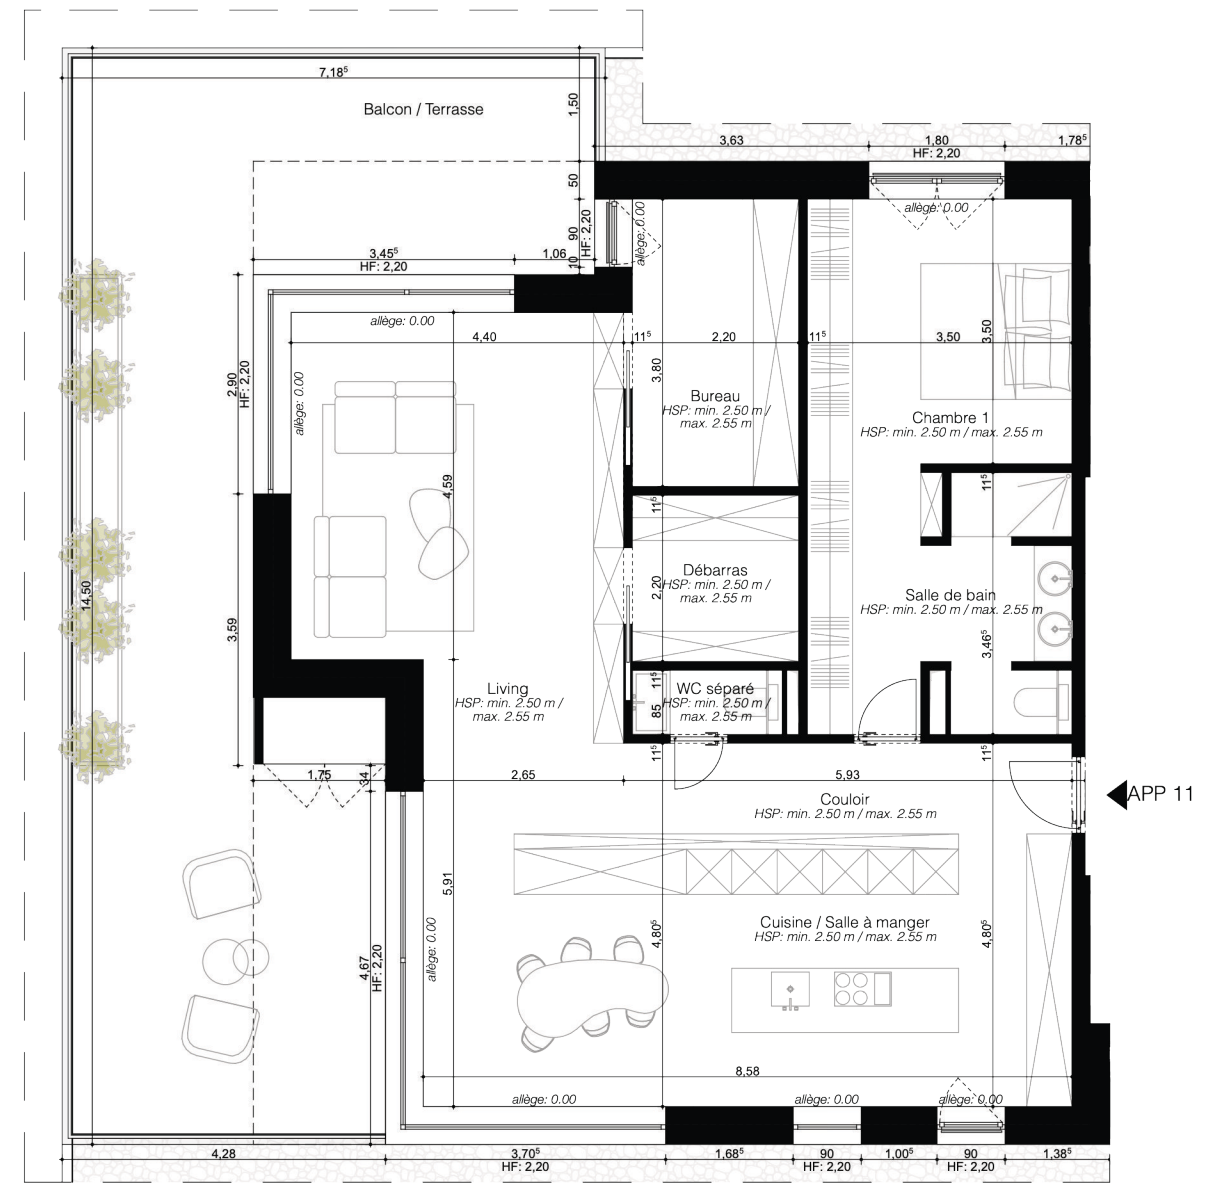 7,18⁵
Balcon / Terrasse
1,50
3,63
1,80
HF: 2,20
1,78⁵
50
allège: 0.00
allège: 0.00
90
HF: 2,20
10
3,45⁵
HF: 2,20
1,06
allège: 0.00
4,40
11⁵
2,20
11⁵
3,50
3,50
2,90
HF: 2,20
allège: 0.00
3,80
Bureau
HSP: min. 2.50 m /
max. 2.55 m
Chambre 1
HSP: min. 2.50 m / max. 2.55 m
4,59
11⁵
11⁵
14,50
Débarras
HSP: min. 2.50 m /
max. 2.55 m
2,20
Salle de bain
HSP: min. 2.50 m / max. 2.55 m
3,59
3,46⁵
Living
HSP: min. 2.50 m /
max. 2.55 m
11⁵
WC séparé
HSP: min. 2.50 m /
max. 2.55 m
85
11⁵
11⁵
1,75
34
2,65
5,93
Couloir
HSP: min. 2.50 m / max. 2.55 m
APP 11
5,91
4,67
HF: 2,20
allège: 0.00
4,80⁵
Cuisine / Salle à manger
HSP: min. 2.50 m / max. 2.55 m
4,80⁵
8,58
allège: 0.00
allège: 0.00
allège: 0.00
4,28
3,70⁵
HF: 2,20
1,68⁵
90
HF: 2,20
1,00⁵
90
HF: 2,20
1,38⁵